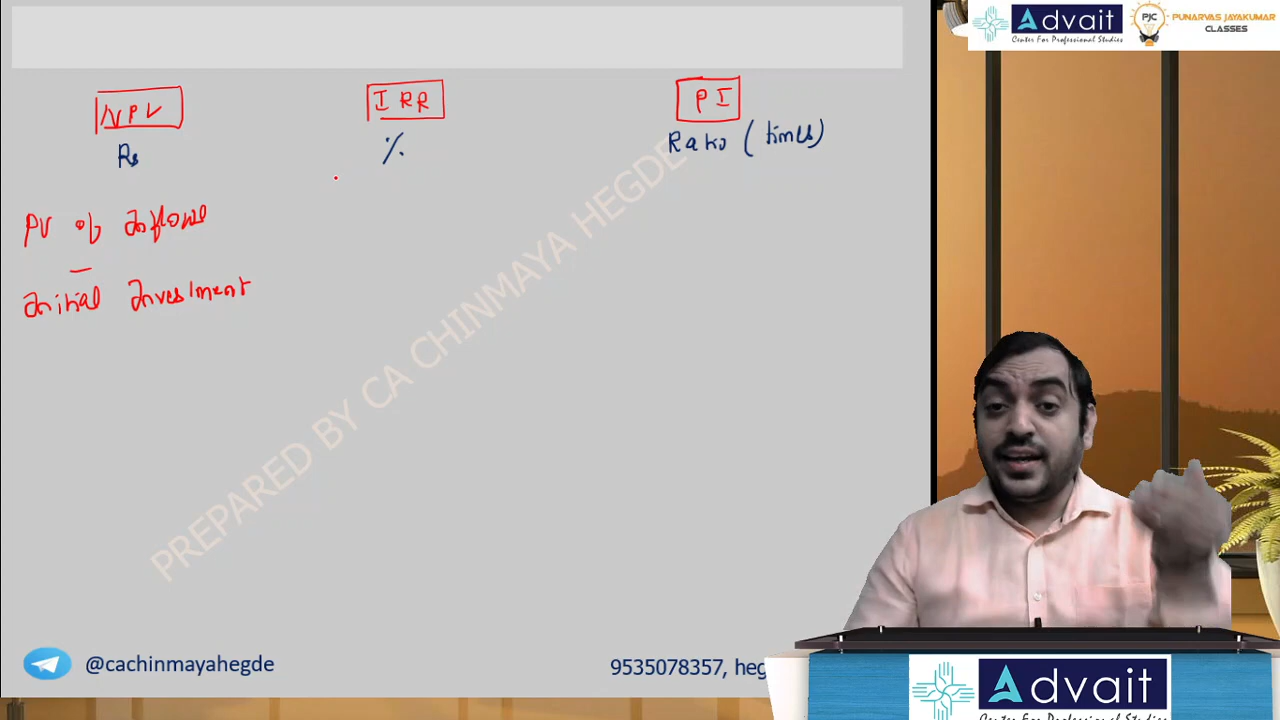 Advait
Center For Professional Studies
PJC
PUNARVAS JAYAKUMAR
CLASSES
NPV
IRR
PI
Rs
%
Ratio (times)
PV of Inflows
-
Initial Investment
PREPARED BY CA CHINMAYA HEGDE
@cachinmayahegde
9535078357, heg
Advait